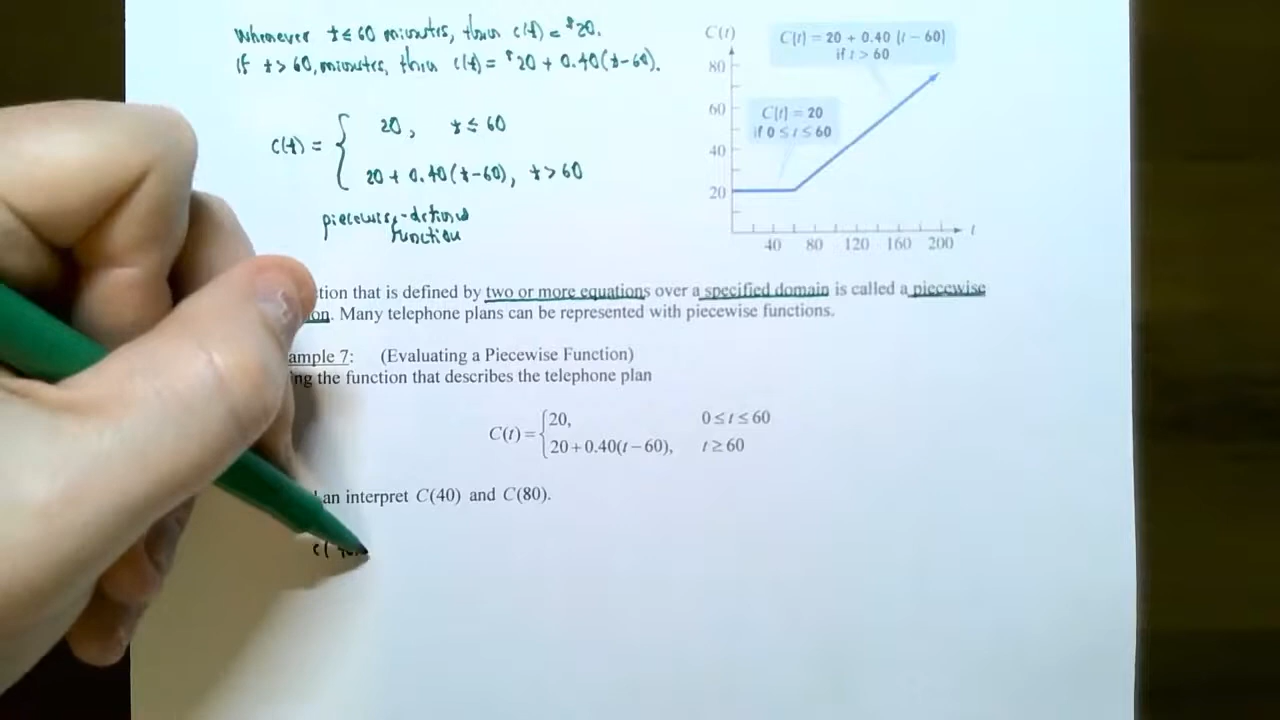 Whenever t ≤ 60 minutes, then C(t) = $20.
If t > 60, minutes, then C(t) = $20 + 0.40(t-60).
C(t) = { 20, t ≤ 60
20 + 0.40(t-60), t > 60
piecewise-defined
function
C(t)
C(t) = 20 + 0.40 (t – 60)
if t > 60
80
60
40
20
C(t) = 20
if 0 ≤ t ≤ 60
40 80 120 160 200 t
tion that is defined by two or more equations over a specified domain is called a piecewise
on. Many telephone plans can be represented with piecewise functions.
ample 7: (Evaluating a Piecewise Function)
ng the function that describes the telephone plan
C(t) = { 20, 0 ≤ t ≤ 60
20 + 0.40(t – 60), t ≥ 60
an interpret C(40) and C(80).
C(